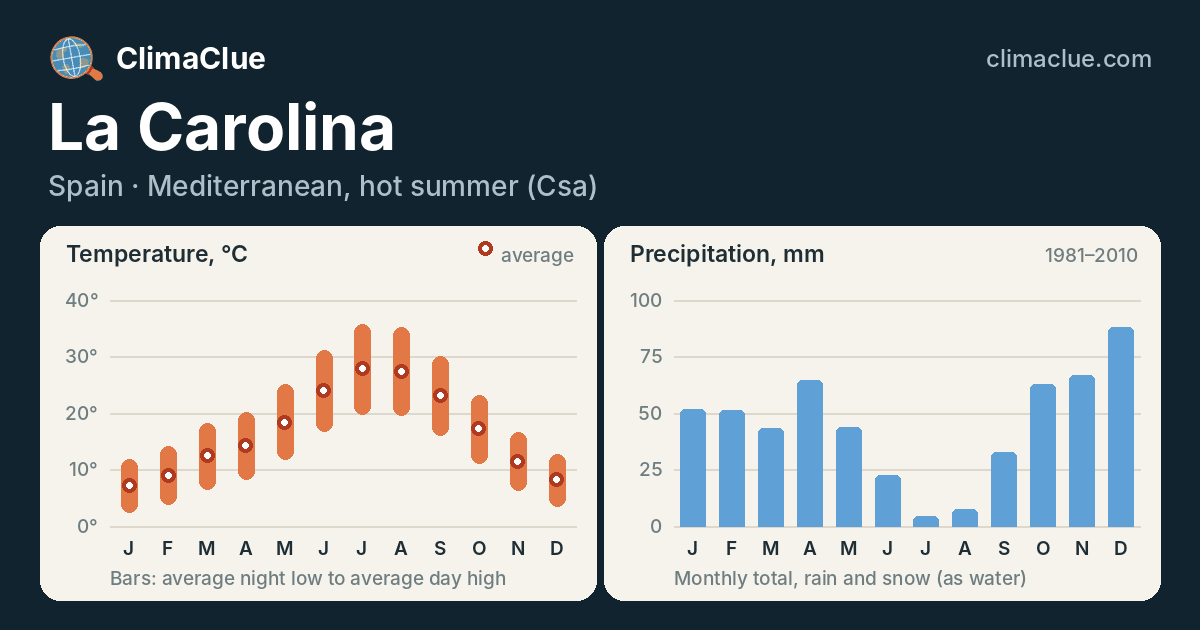 ClimaClue
climaclue.com
La Carolina
Spain · Mediterranean, hot summer (Csa)
Temperature, °C
average
40°
30°
20°
10°
0°
J F M A M J J A S O N D
Bars: average night low to average day high
Precipitation, mm
1981–2010
100
75
50
25
0
J F M A M J J A S O N D
Monthly total, rain and snow (as water)